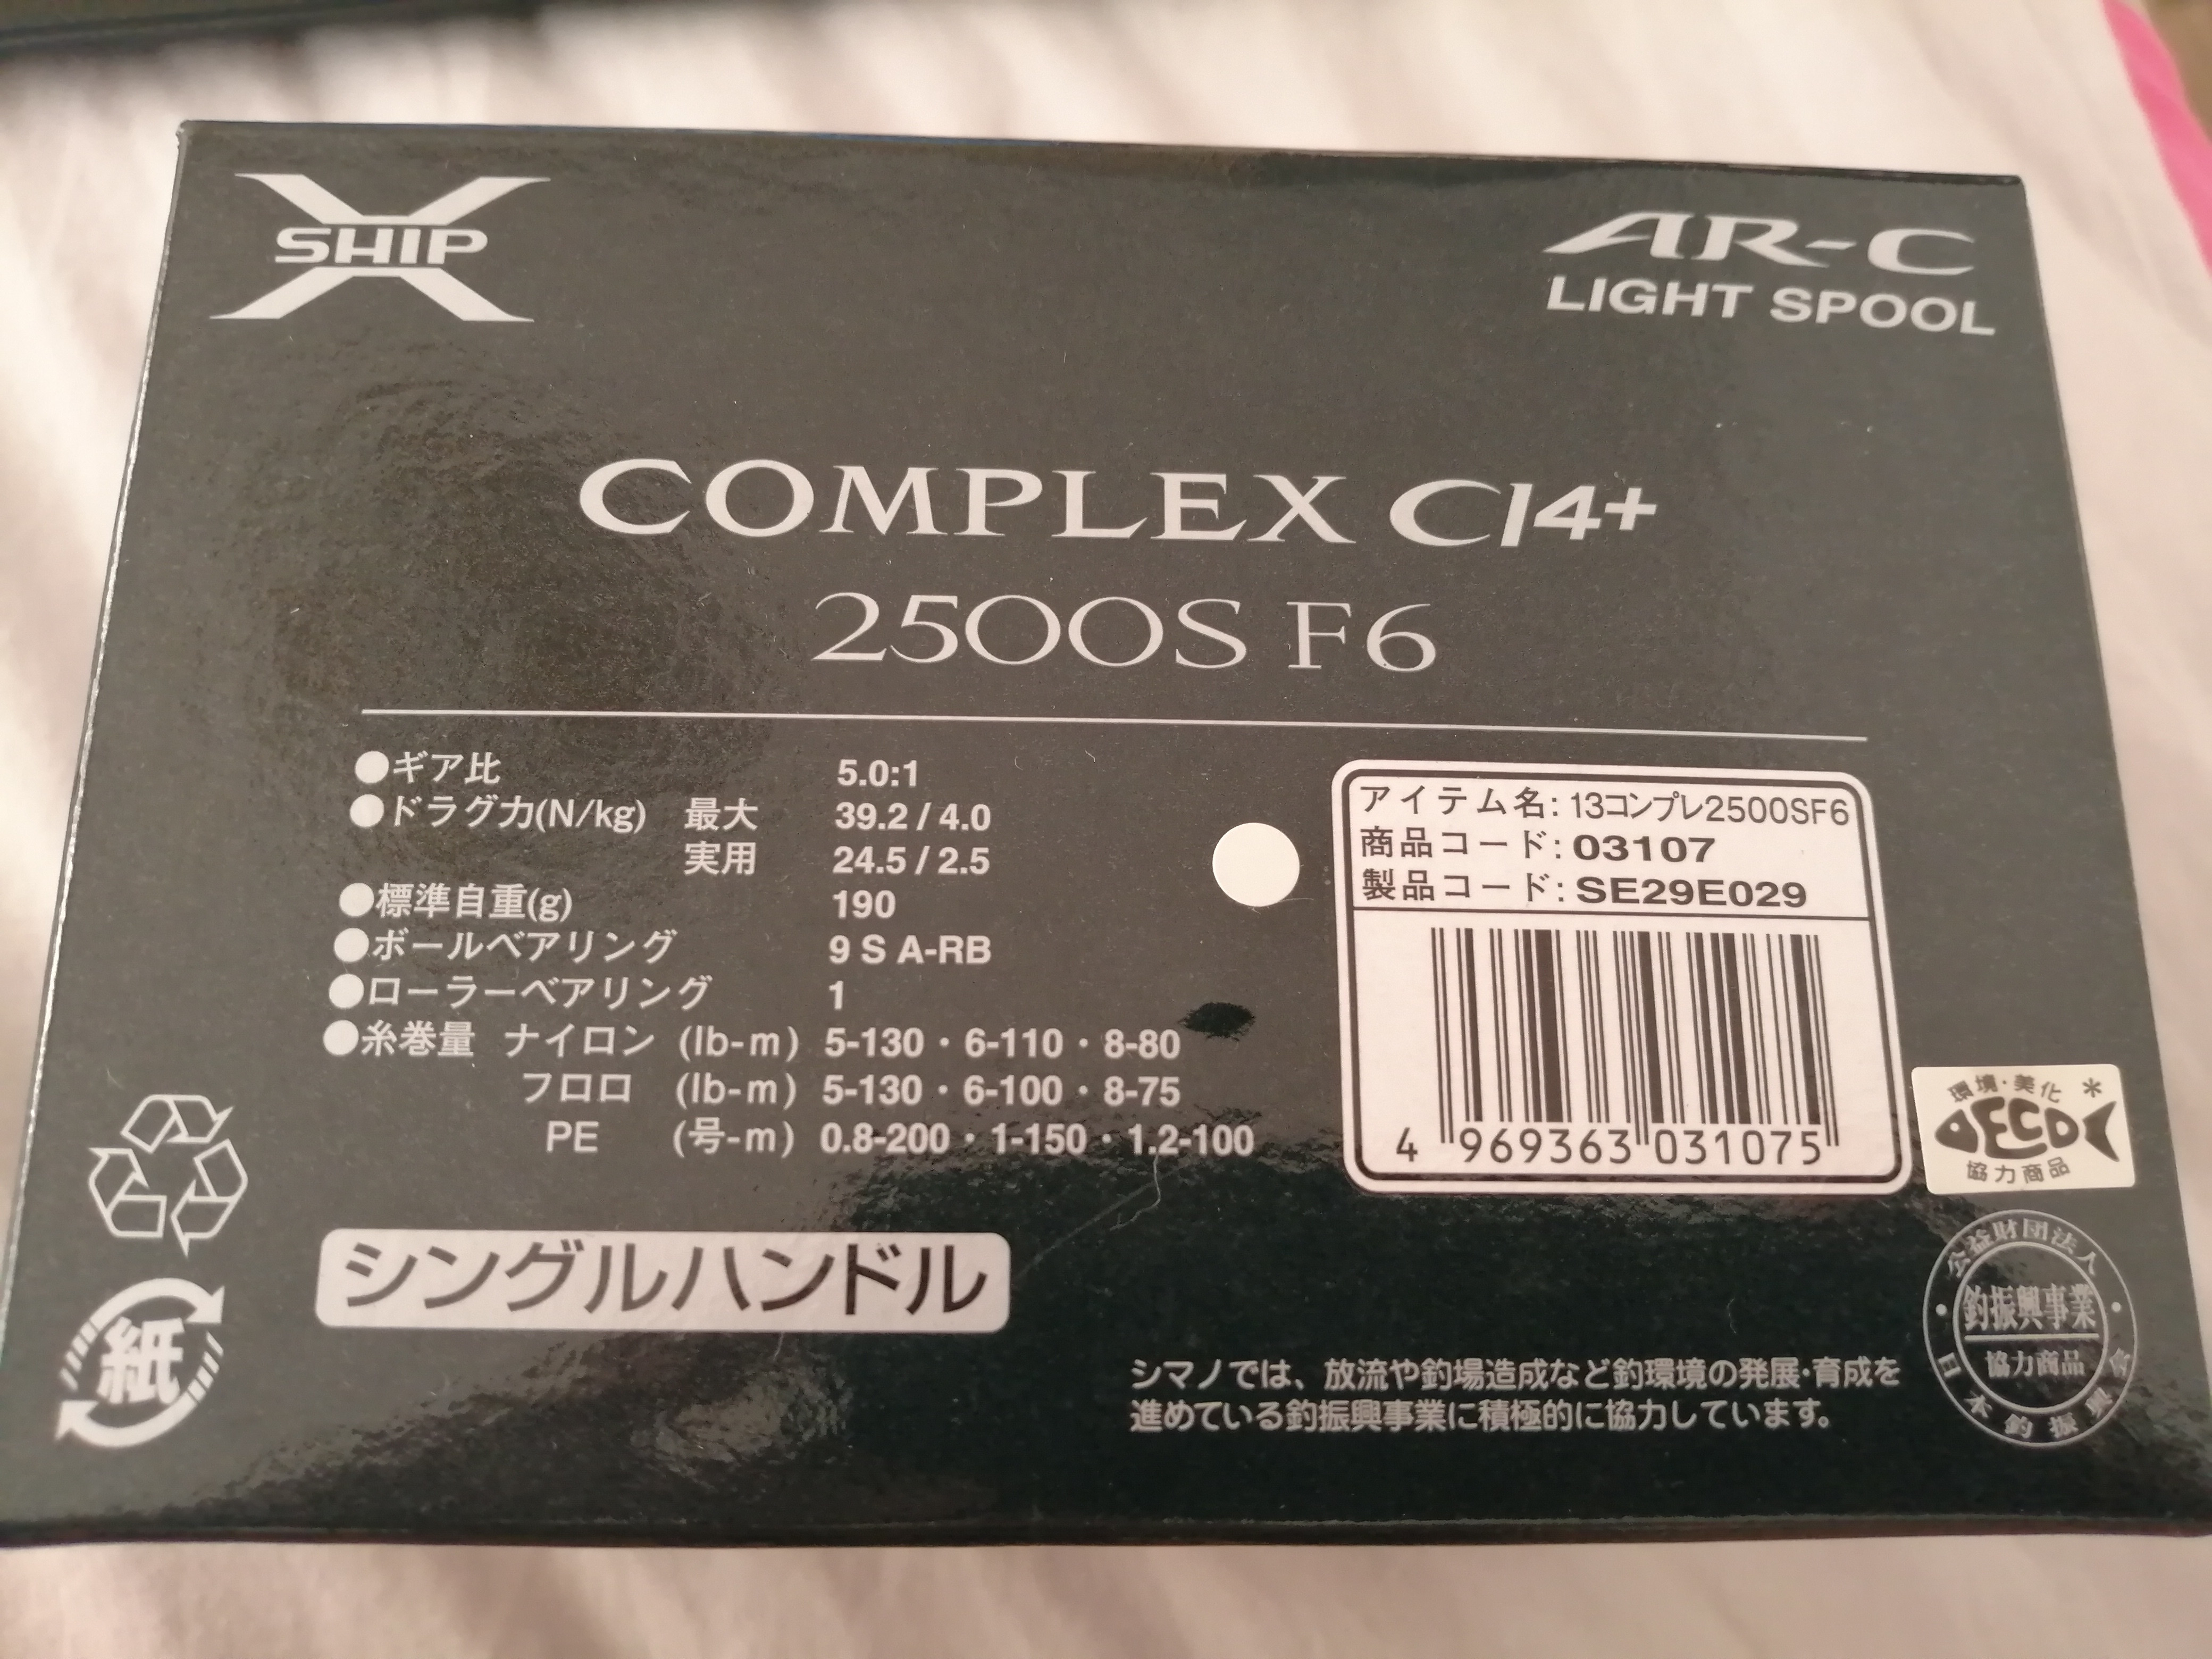 X SHIP
AR-C
LIGHT SPOOL
COMPLEX CI4+
2500S F6
●ギア比 5.0:1
●ドラグ力(N/kg) 最大 39.2 / 4.0
実用 24.5 / 2.5
●標準自重(g) 190
●ボールベアリング 9 S A-RB
●ローラーベアリング 1
●糸巻量 ナイロン (lb-m) 5-130・6-110・8-80
フロロ (lb-m) 5-130・6-100・8-75
PE (号-m) 0.8-200・1-150・1.2-100
アイテム名: 13コンプレ2500SF6
商品コード: 03107
製品コード: SE29E029
4 969363 031075
環境・美化 *
ECO
協力商品
シングルハンドル
紙
シマノでは、放流や釣場造成など釣環境の発展・育成を
進めている釣振興事業に積極的に協力しています。
公益財団法人
釣振興事業
協力商品
日本釣振興会